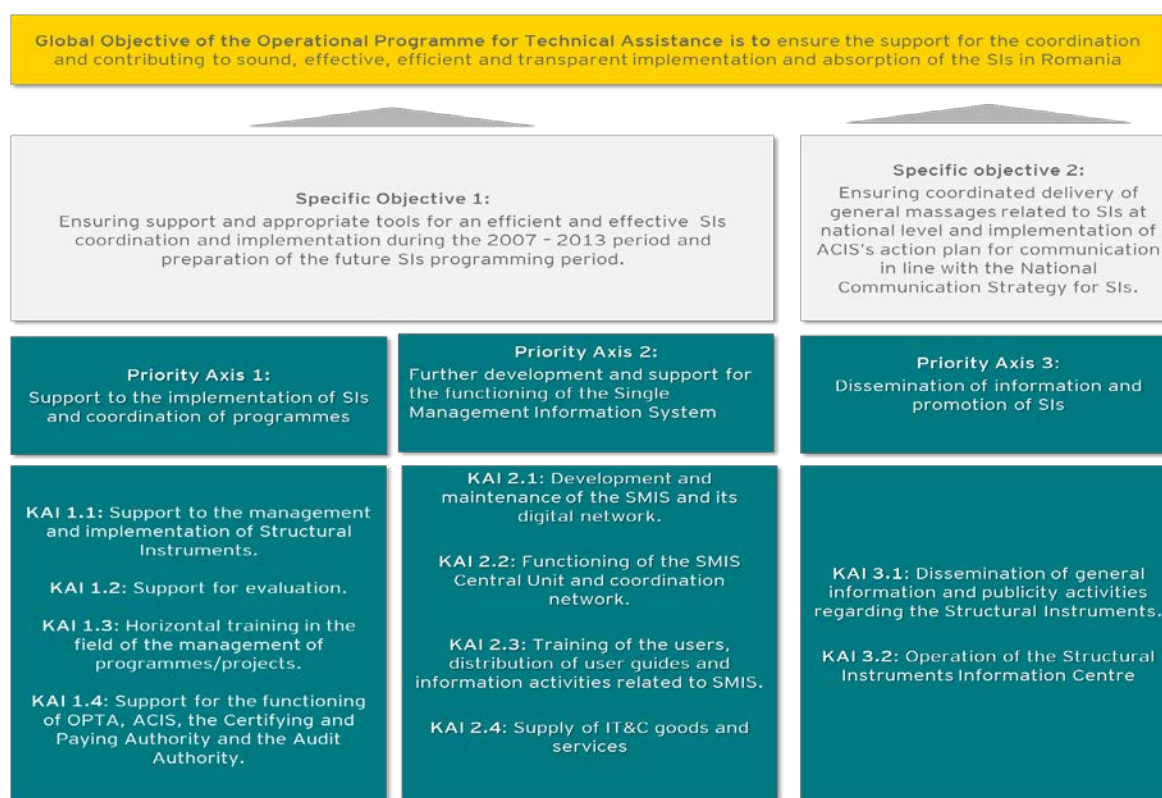 Global Objective of the Operational Programme for Technical Assistance is to ensure the support for the coordination
and contributing to sound, effective, efficient and transparent implementation and absorption of the SIs in Romania
Specific Objective 1:
Ensuring support and appropriate tools for an efficient and effective SIs
coordination and implementation during the 2007 – 2013 period and
preparation of the future SIs programming period.
Specific objective 2:
Ensuring coordinated delivery of
general massages related to SIs at
national level and implementation of
ACIS's action plan for communication
in line with the National
Communication Strategy for SIs.
Priority Axis 1:
Support to the implementation of SIs
and coordination of programmes
Priority Axis 2:
Further development and support for
the functioning of the Single
Management Information System
Priority Axis 3:
Dissemination of information and
promotion of SIs
KAI 1.1: Support to the management
and implementation of Structural
Instruments.
KAI 1.2: Support for evaluation.
KAI 1.3: Horizontal training in the
field of the management of
programmes/projects.
KAI 1.4: Support for the functioning
of OPTA, ACIS, the Certifying and
Paying Authority and the Audit
Authority.
KAI 2.1: Development and
maintenance of the SMIS and its
digital network.
KAI 2.2: Functioning of the SMIS
Central Unit and coordination
network.
KAI 2.3: Training of the users,
distribution of user guides and
information activities related to SMIS.
KAI 2.4: Supply of IT&C goods and
services
KAI 3.1: Dissemination of general
information and publicity activities
regarding the Structural Instruments.
KAI 3.2: Operation of the Structural
Instruments Information Centre